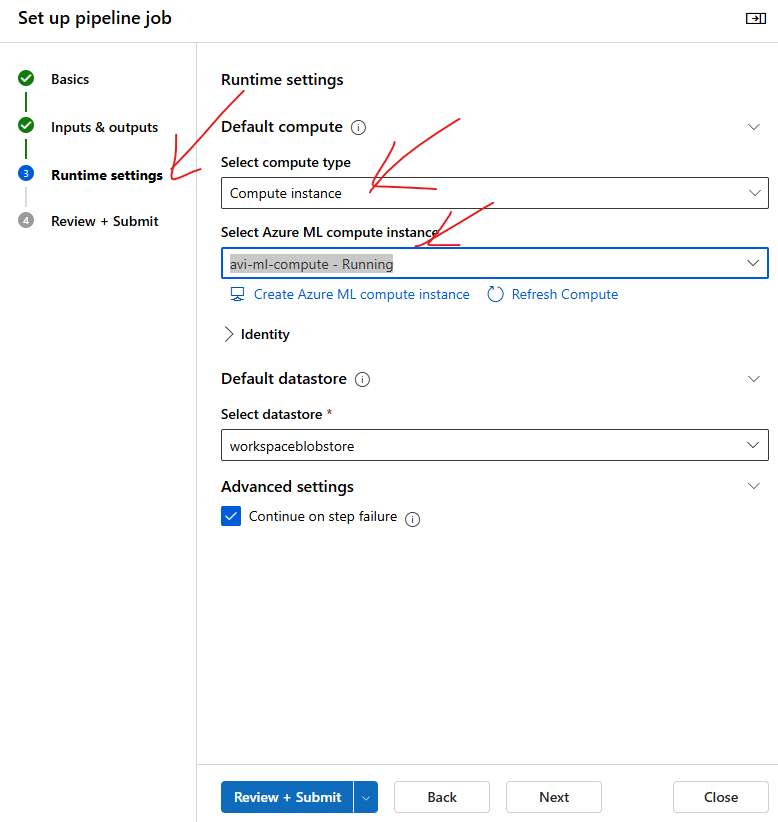 Set up pipeline job
Basics
Inputs & outputs
3 Runtime settings
4 Review + Submit
Runtime settings
Default compute
Select compute type
Compute instance
Select Azure ML compute instance
avi-ml-compute - Running
Create Azure ML compute instance Refresh Compute
Identity
Default datastore
Select datastore *
workspaceblobstore
Advanced settings
Continue on step failure
Review + Submit Back Next Close